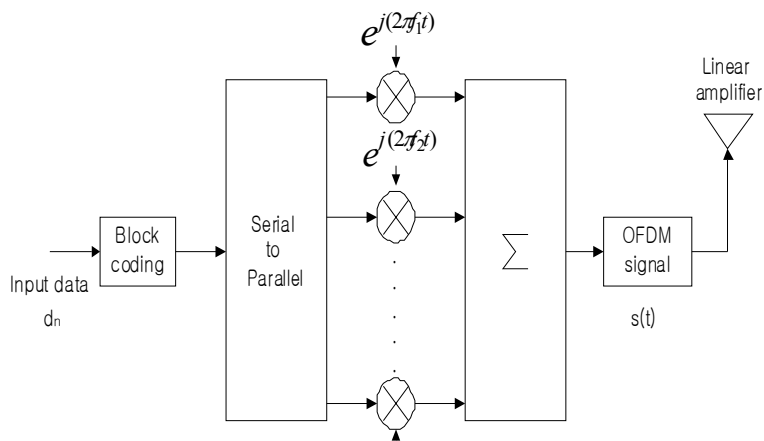 e^{j(2πf₁t)}
Linear
amplifier
e^{j(2πf₂t)}
Block
coding
Serial
to
Parallel
Σ
OFDM
signal
Input data
dₙ
s(t)